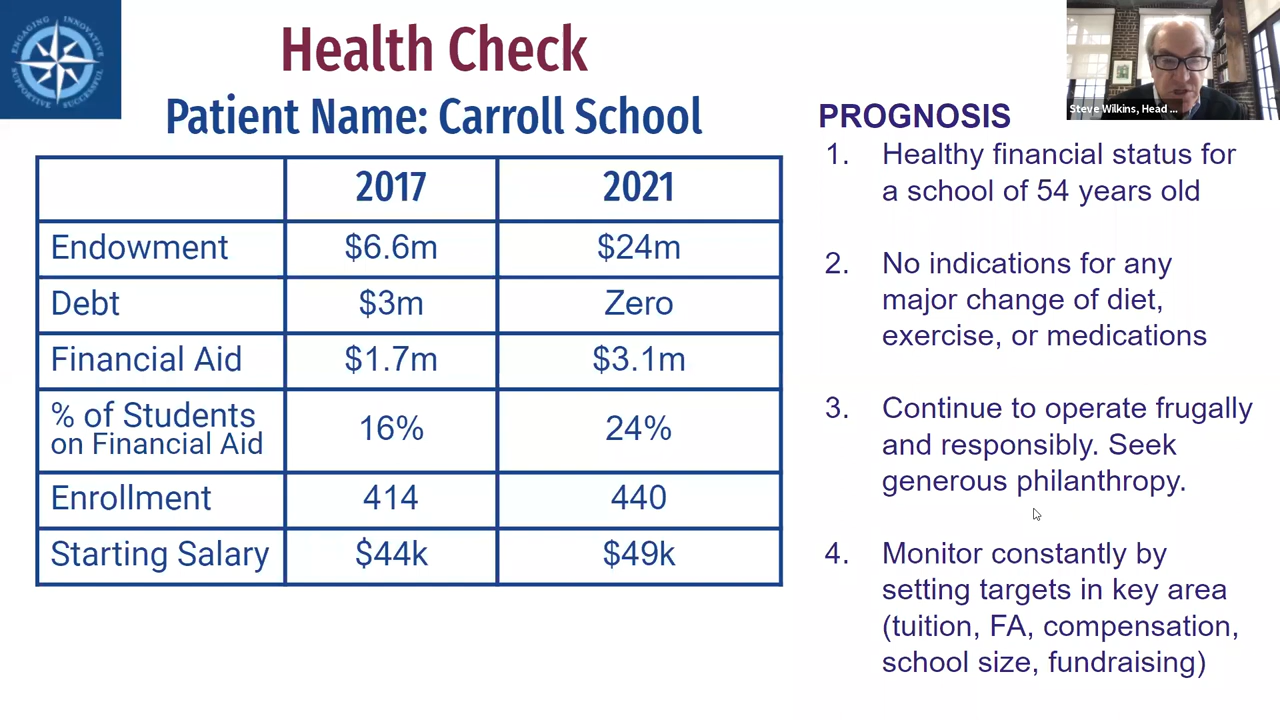 ENGAGING
INNOVATIVE
SUPPORTIVE
SUCCESSFUL
Health Check
Patient Name: Carroll School
2017 2021
Endowment $6.6m $24m
Debt $3m Zero
Financial Aid $1.7m $3.1m
% of Students
on Financial Aid 16% 24%
Enrollment 414 440
Starting Salary $44k $49k
Steve Wilkins, Head ...
PROGNOSIS
1. Healthy financial status for
a school of 54 years old
2. No indications for any
major change of diet,
exercise, or medications
3. Continue to operate frugally
and responsibly. Seek
generous philanthropy.
4. Monitor constantly by
setting targets in key area
(tuition, FA, compensation,
school size, fundraising)